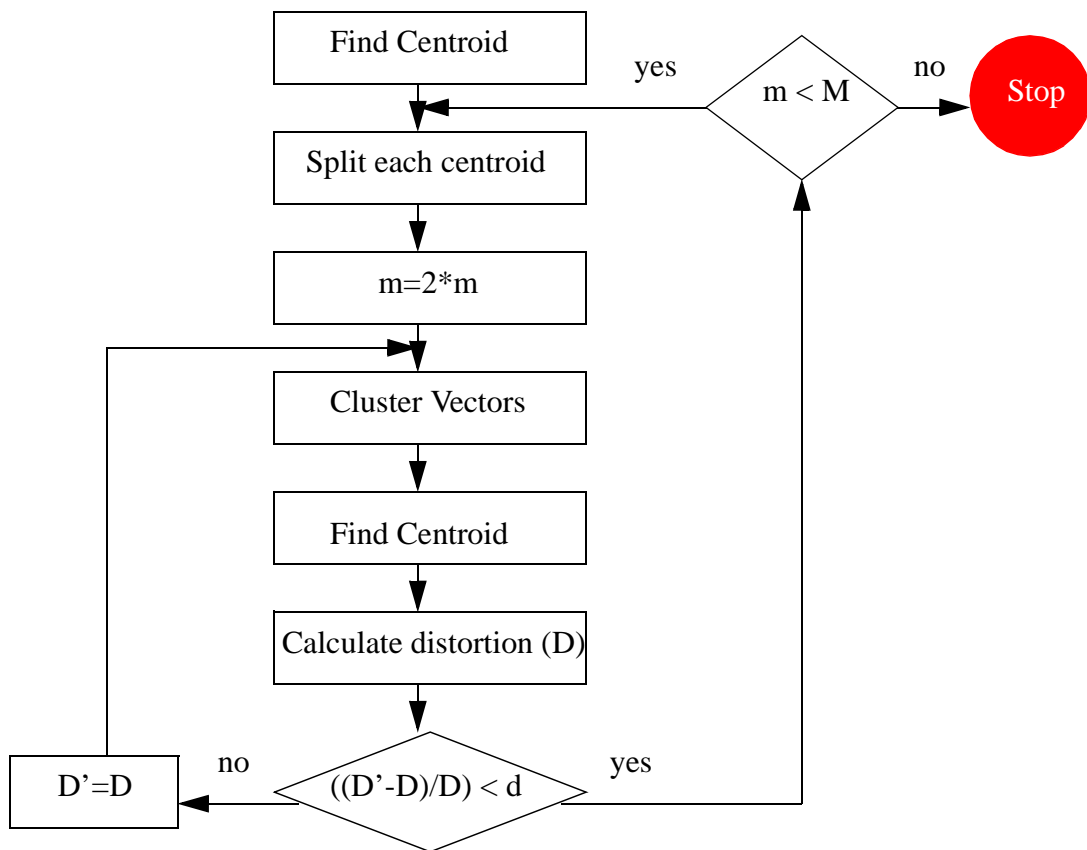 Find Centroid
yes
m < M
no
Stop
Split each centroid
m=2*m
Cluster Vectors
Find Centroid
Calculate distortion (D)
D’=D
no
((D’-D)/D) < d
yes